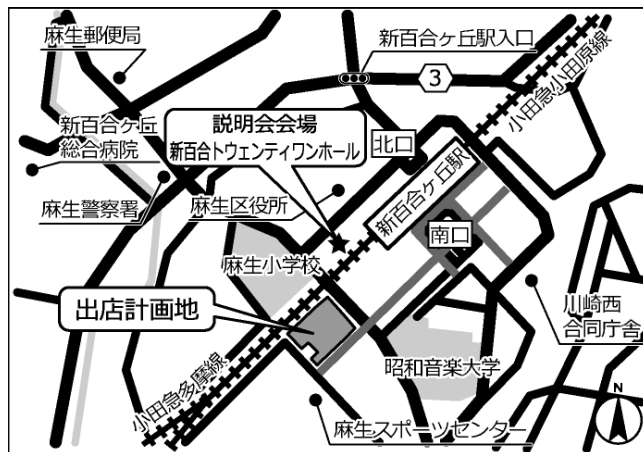 麻生郵便局
新百合ヶ丘駅入口
3
小田急小田原線
新百合ケ丘
総合病院
説明会会場
新百合トウェンティワンホール
北口
麻生警察署
麻生区役所
新百合ヶ丘駅
南口
麻生小学校
出店計画地
川崎西
合同庁舎
昭和音楽大学
小田急多摩線
麻生スポーツセンター
N